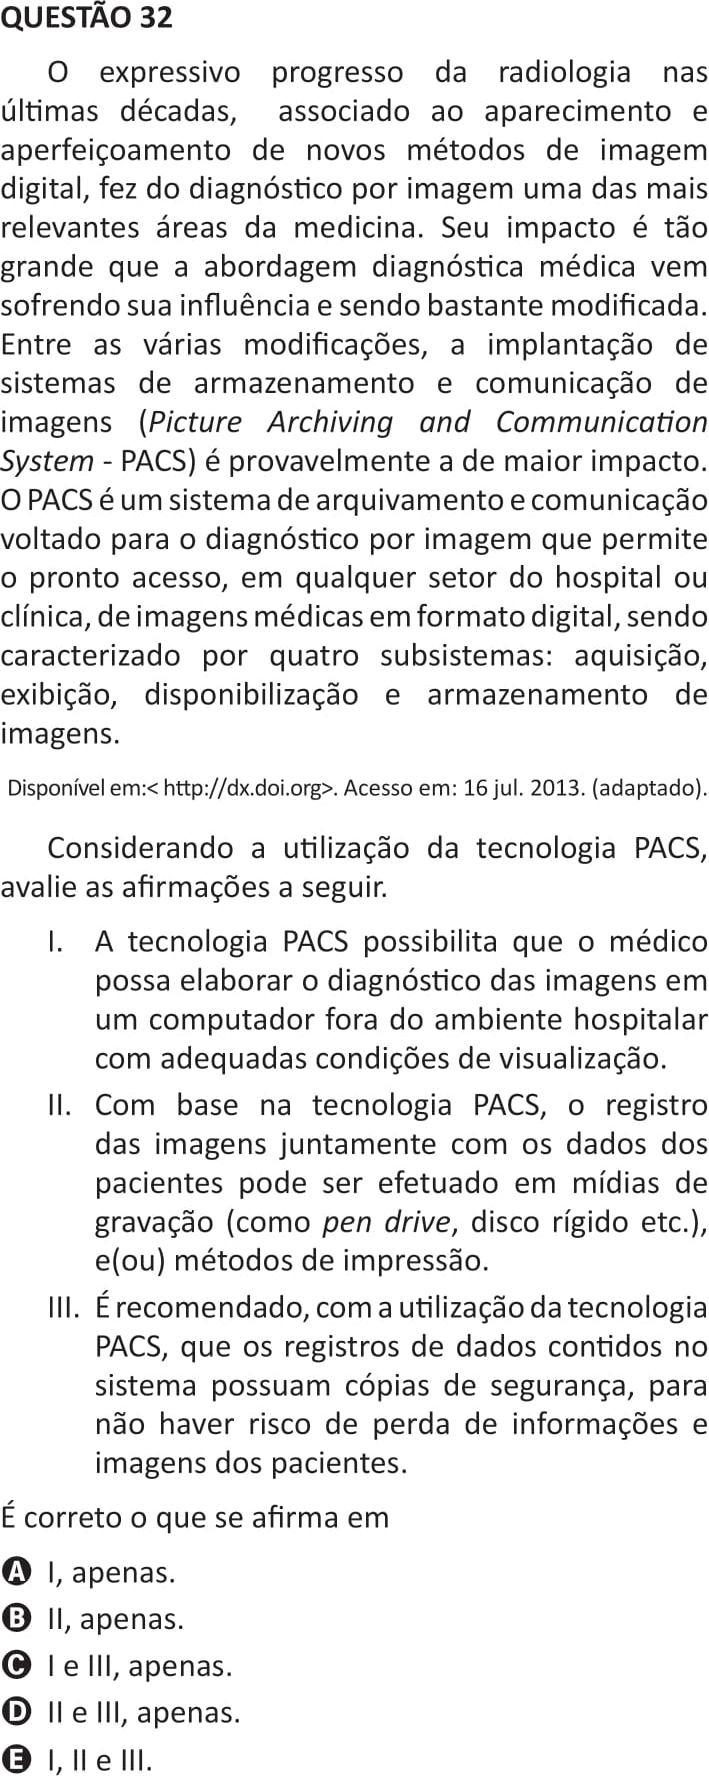 QUESTÃO 32
O expressivo progresso da radiologia nas
últimas décadas, associado ao aparecimento e
aperfeiçoamento de novos métodos de imagem
digital, fez do diagnóstico por imagem uma das mais
relevantes áreas da medicina. Seu impacto é tão
grande que a abordagem diagnóstica médica vem
sofrendo sua influência e sendo bastante modificada.
Entre as várias modificações, a implantação de
sistemas de armazenamento e comunicação de
imagens (Picture Archiving and Communication
System - PACS) é provavelmente a de maior impacto.
O PACS é um sistema de arquivamento e comunicação
voltado para o diagnóstico por imagem que permite
o pronto acesso, em qualquer setor do hospital ou
clínica, de imagens médicas em formato digital, sendo
caracterizado por quatro subsistemas: aquisição,
exibição, disponibilização e armazenamento de
imagens.
Disponível em:< http://dx.doi.org>. Acesso em: 16 jul. 2013. (adaptado).
Considerando a utilização da tecnologia PACS,
avalie as afirmações a seguir.
I. A tecnologia PACS possibilita que o médico
possa elaborar o diagnóstico das imagens em
um computador fora do ambiente hospitalar
com adequadas condições de visualização.
II. Com base na tecnologia PACS, o registro
das imagens juntamente com os dados dos
pacientes pode ser efetuado em mídias de
gravação (como pen drive, disco rígido etc.),
e(ou) métodos de impressão.
III. É recomendado, com a utilização da tecnologia
PACS, que os registros de dados contidos no
sistema possuam cópias de segurança, para
não haver risco de perda de informações e
imagens dos pacientes.
É correto o que se afirma em
A I, apenas.
B II, apenas.
C I e III, apenas.
D II e III, apenas.
E I, II e III.